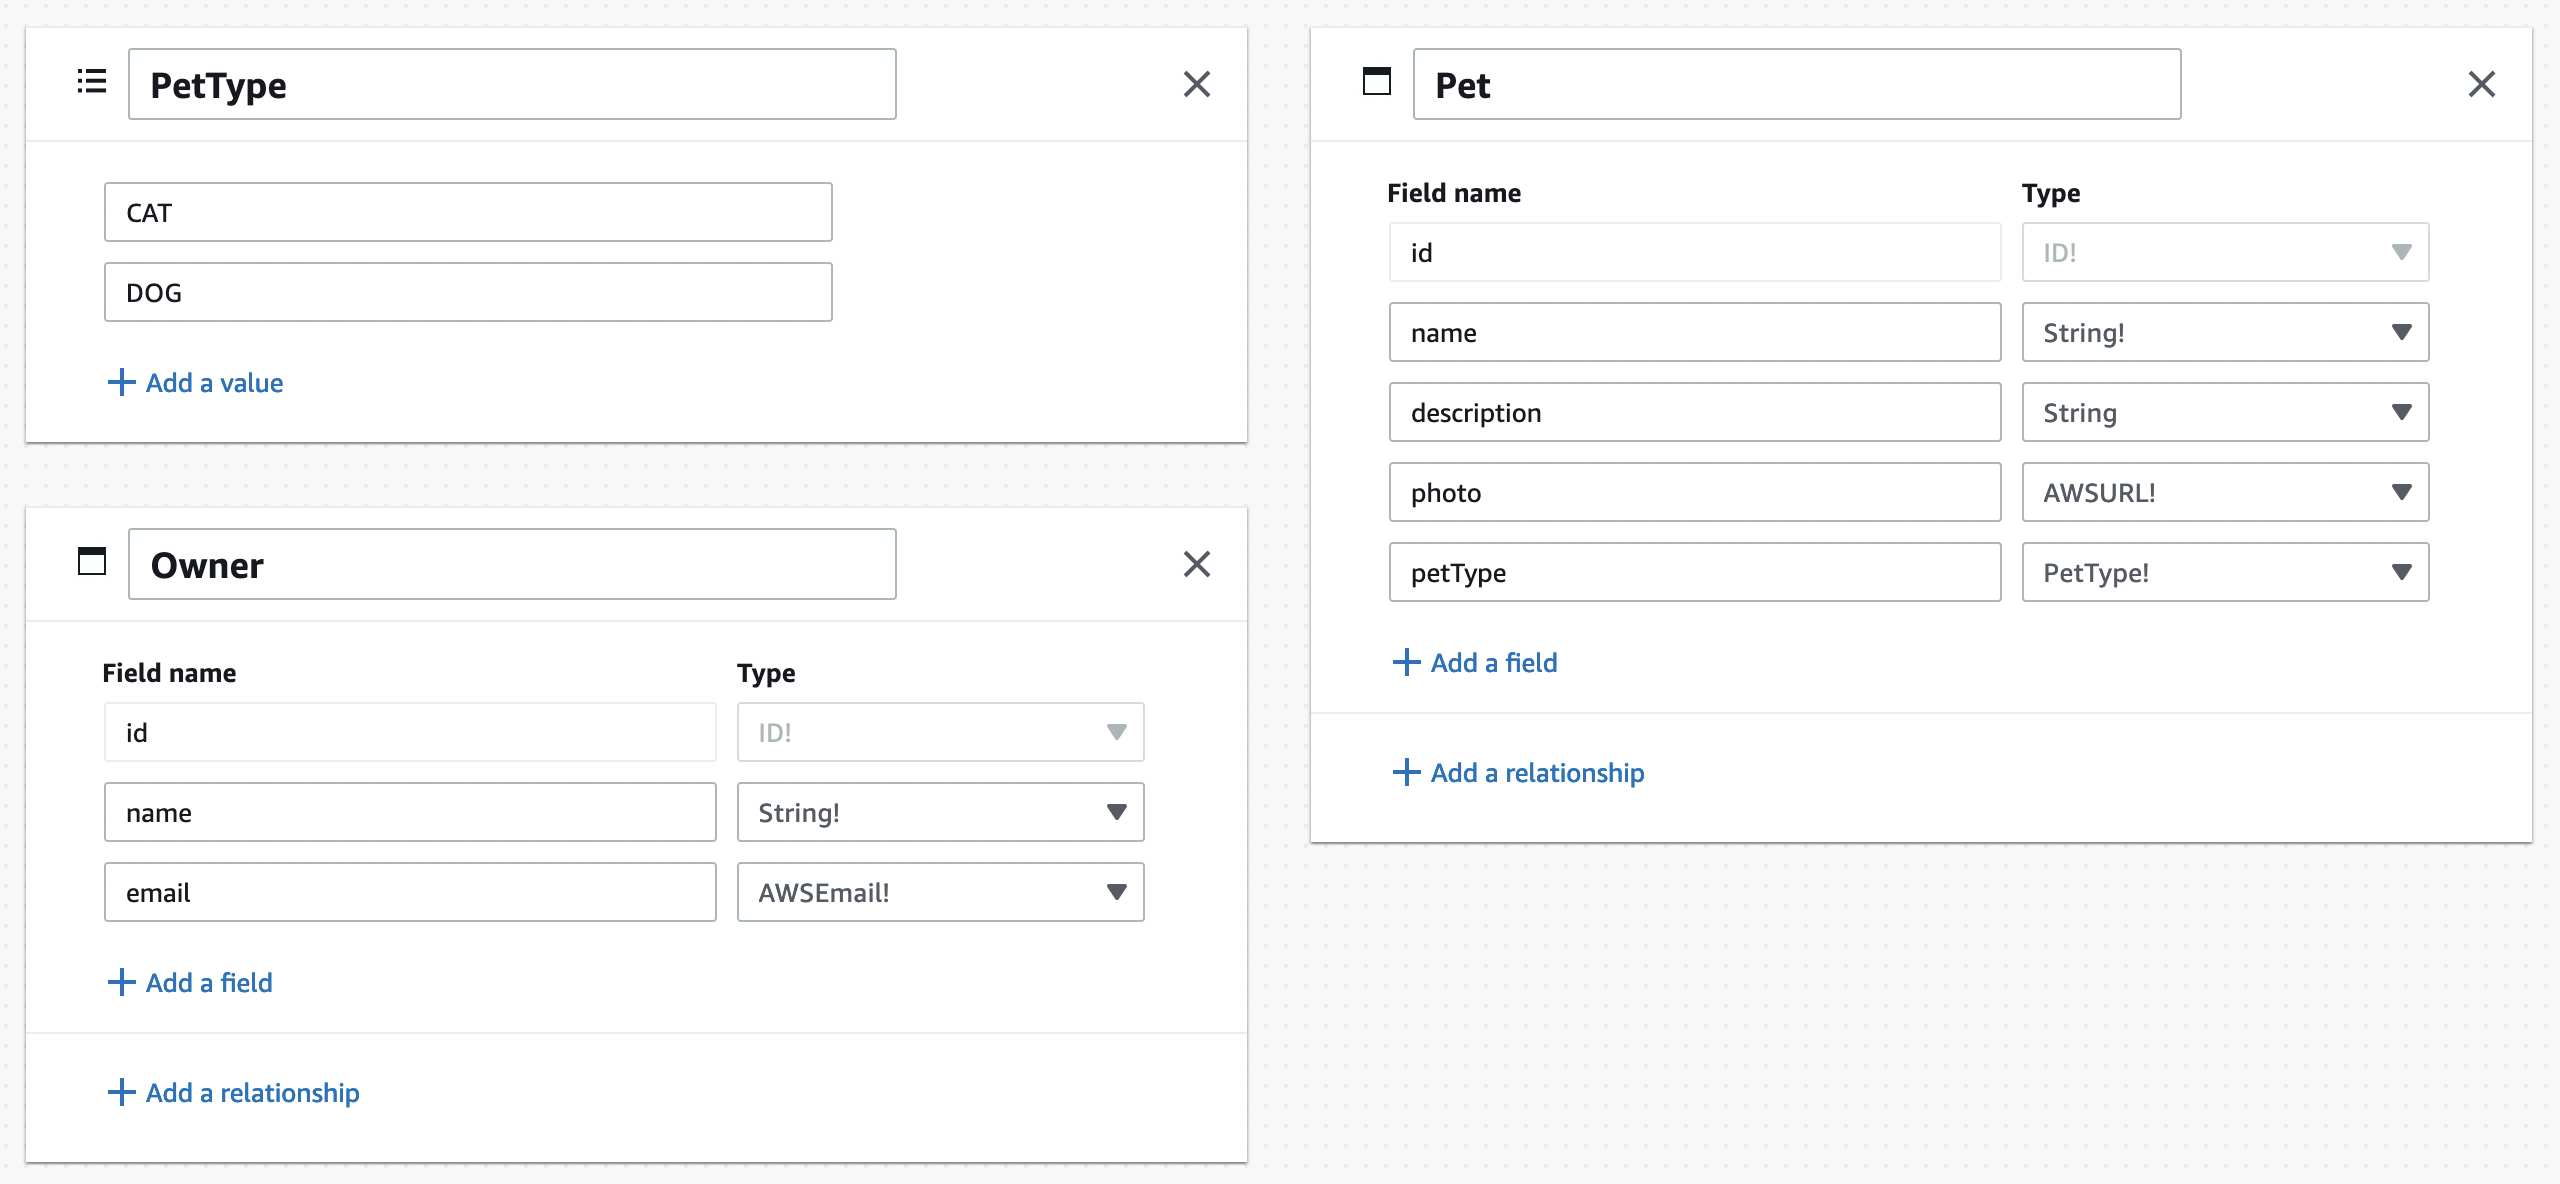 PetType
CAT
DOG
Add a value
Owner
Field name Type
id ID!
name String!
email AWSEmail!
Add a field
Add a relationship
Pet
Field name Type
id ID!
name String!
description String
photo AWSURL!
petType PetType!
Add a field
Add a relationship